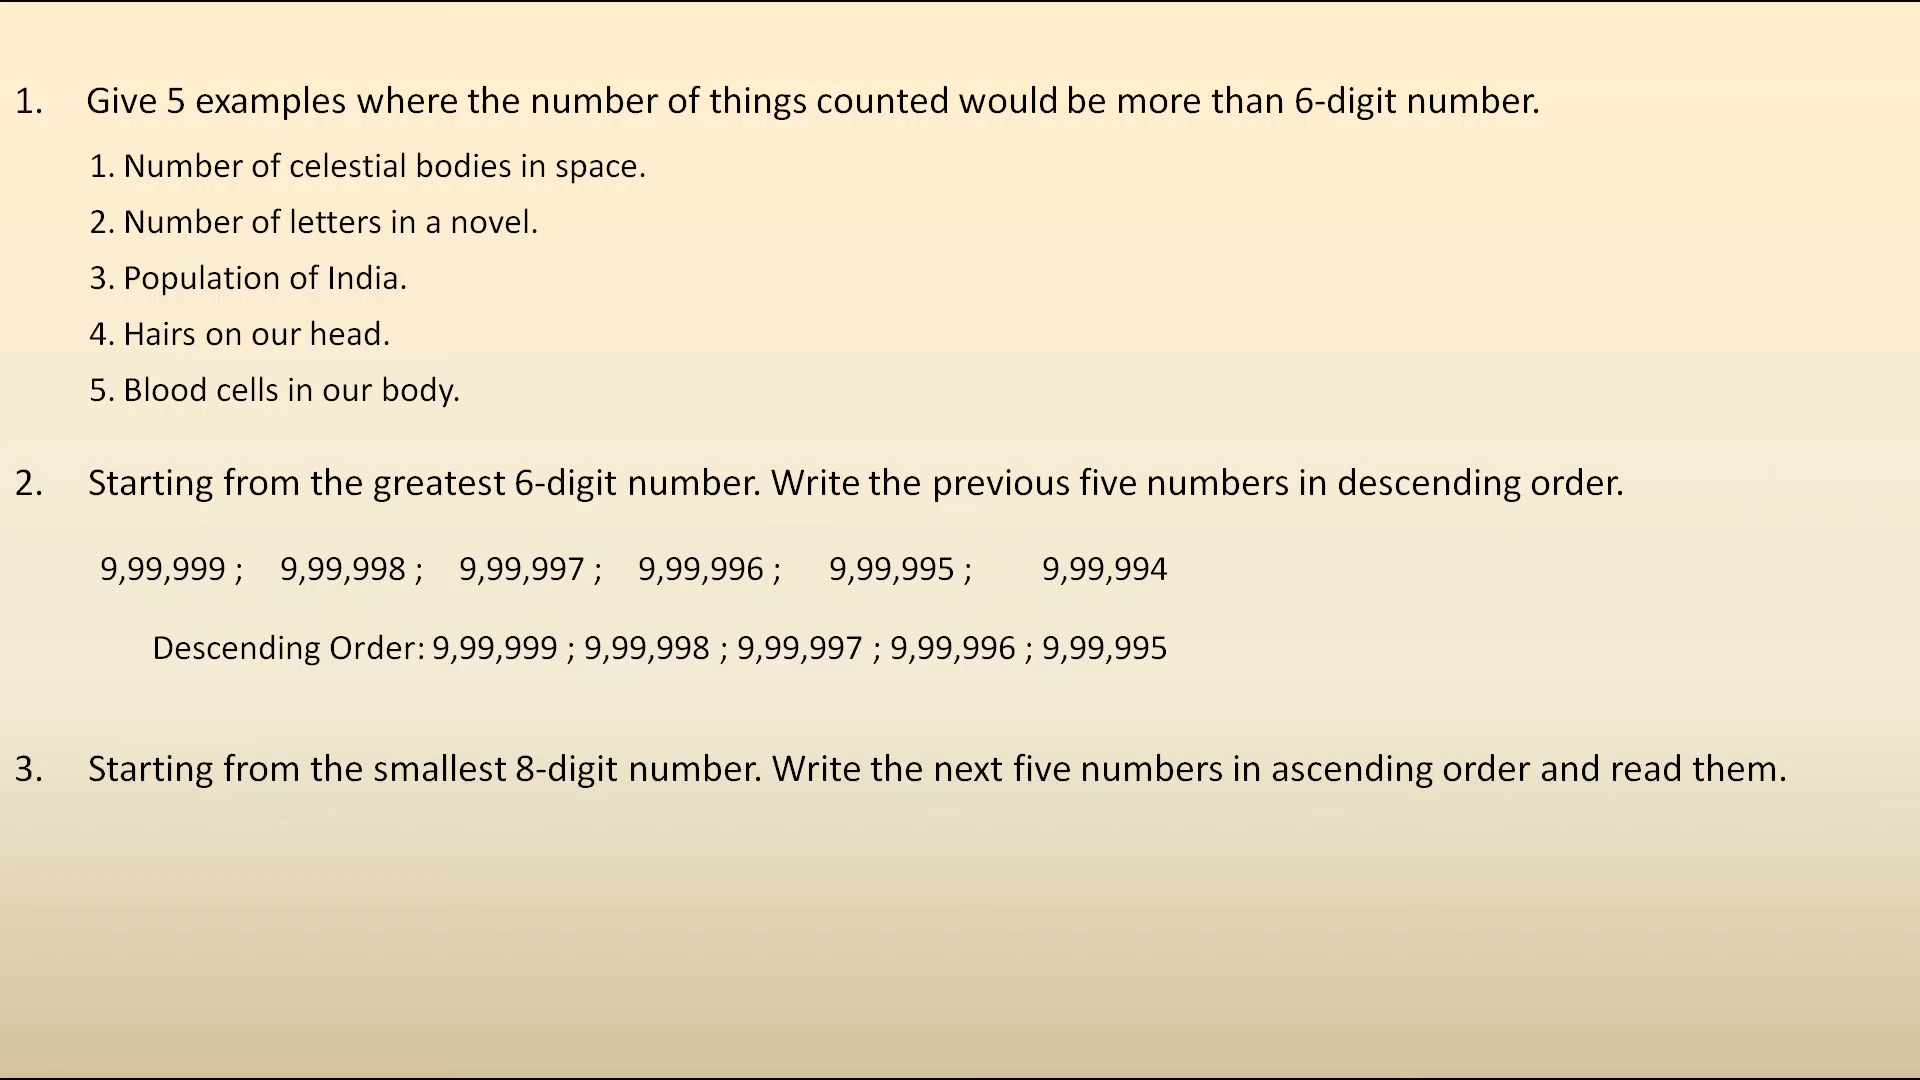 1. Give 5 examples where the number of things counted would be more than 6-digit number.
1. Number of celestial bodies in space.
2. Number of letters in a novel.
3. Population of India.
4. Hairs on our head.
5. Blood cells in our body.
2. Starting from the greatest 6-digit number. Write the previous five numbers in descending order.
9,99,999 ; 9,99,998 ; 9,99,997 ; 9,99,996 ; 9,99,995 ; 9,99,994
Descending Order: 9,99,999 ; 9,99,998 ; 9,99,997 ; 9,99,996 ; 9,99,995
3. Starting from the smallest 8-digit number. Write the next five numbers in ascending order and read them.